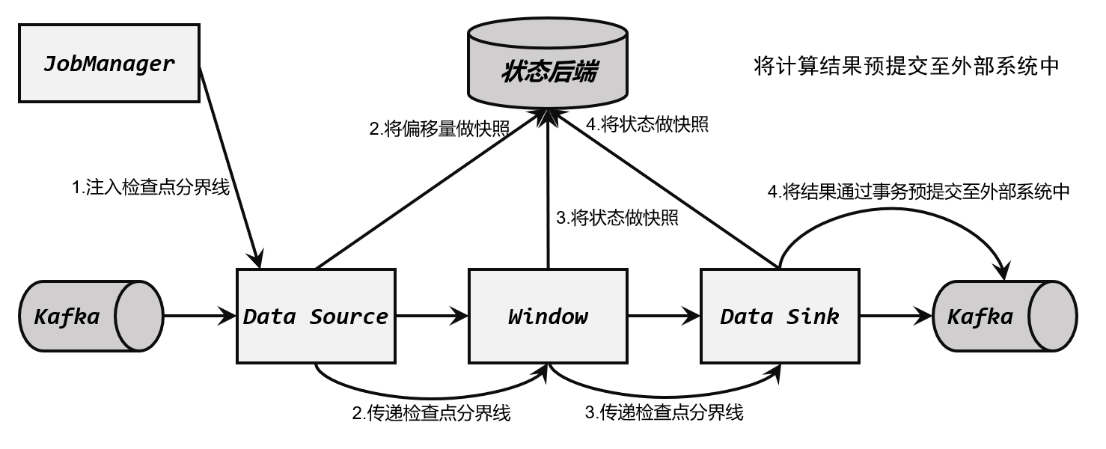 JobManager
状态后端
将计算结果预提交至外部系统中
2.将偏移量做快照
4.将状态做快照
1.注入检查点分界线
4.将结果通过事务预提交至外部系统中
3.将状态做快照
Kafka
Data Source
Window
Data Sink
Kafka
2.传递检查点分界线
3.传递检查点分界线